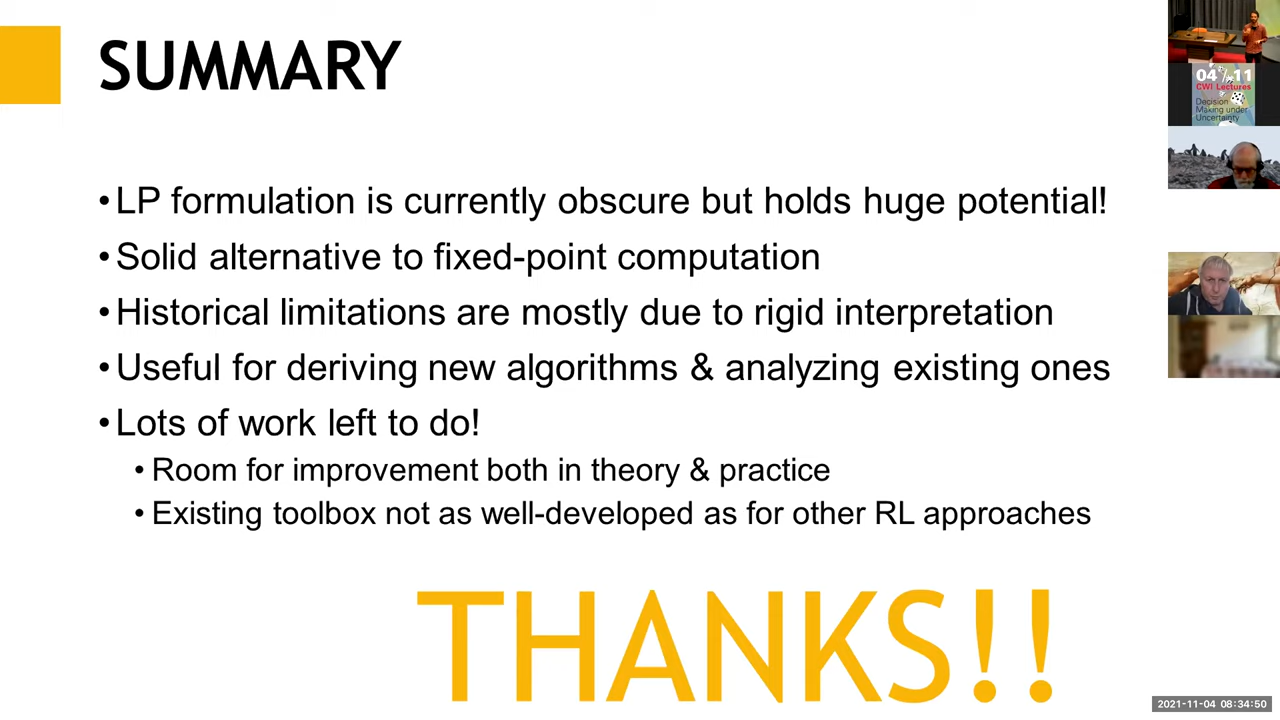 SUMMARY
•LP formulation is currently obscure but holds huge potential!
•Solid alternative to fixed-point computation
•Historical limitations are mostly due to rigid interpretation
•Useful for deriving new algorithms & analyzing existing ones
•Lots of work left to do!
•Room for improvement both in theory & practice
•Existing toolbox not as well-developed as for other RL approaches
THANKS!!
04 11
CWI Lectures
Decision
Making under
Uncertainty
2021-11-04 08:34:50